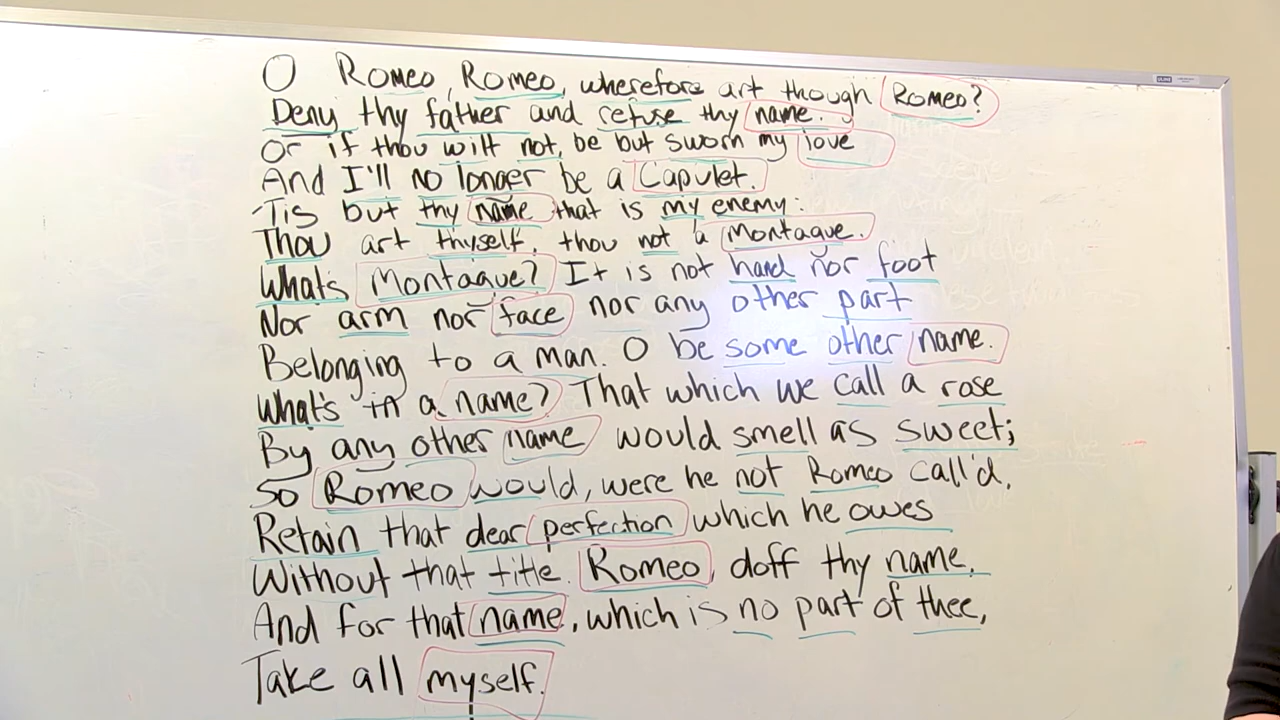 O Romeo, Romeo, wherefore art though Romeo?
Deny thy father and refuse thy name.
Or if thou wilt not, be but sworn my love
And I'll no longer be a Capulet.
'Tis but thy name that is my enemy:
Thou art thyself, thou not a Montague.
What's Montague? It is not hand nor foot
Nor arm nor face nor any other part
Belonging to a man. O be some other name.
What's in a name? That which we call a rose
By any other name would smell as sweet;
So Romeo would, were he not Romeo call'd,
Retain that dear perfection which he owes
Without that title. Romeo, doff thy name,
And for that name, which is no part of thee,
Take all myself.